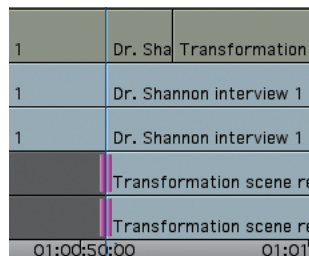 1 Dr. Sha Transformation
1 Dr. Shannon interview 1
1 Dr. Shannon interview 1
Transformation scene re
Transformation scene re
01:00:50:00 01:01